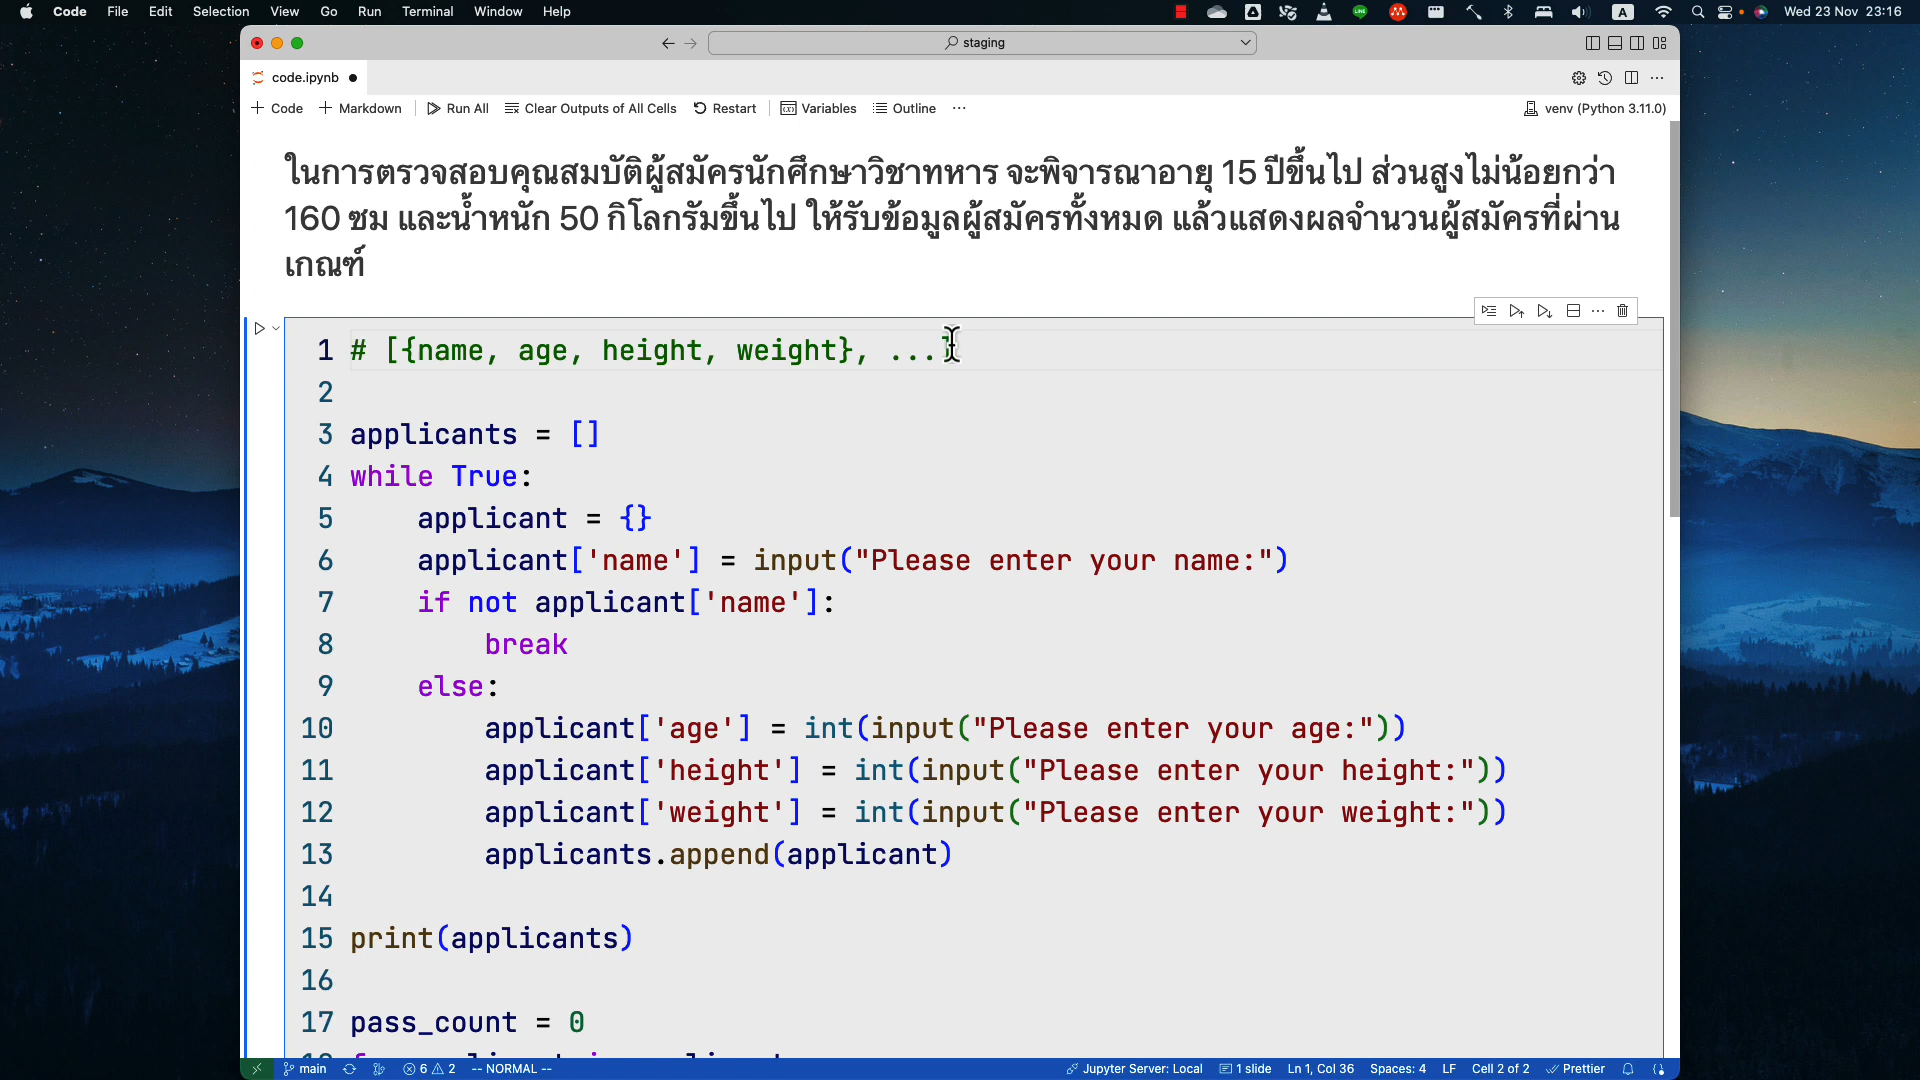 Code File Edit Selection View Go Run Terminal Window Help A Wed 23 Nov 23:16
staging
code.ipynb
Code Markdown Run All Clear Outputs of All Cells Restart Variables Outline ... venv (Python 3.11.0)
ในการตรวจสอบคุณสมบัติผู้สมัครนักศึกษาวิชาทหาร จะพิจารณาอายุ 15 ปีขึ้นไป ส่วนสูงไม่น้อยกว่า
160 ซม และน้ำหนัก 50 กิโลกรัมขึ้นไป ให้รับข้อมูลผู้สมัครทั้งหมด แล้วแสดงผลจำนวนผู้สมัครที่ผ่าน
เกณฑ์
1 # [{name, age, height, weight}, ...]
2
3 applicants = []
4 while True:
5     applicant = {}
6     applicant['name'] = input("Please enter your name:")
7     if not applicant['name']:
8         break
9     else:
10         applicant['age'] = int(input("Please enter your age:"))
11         applicant['height'] = int(input("Please enter your height:"))
12         applicant['weight'] = int(input("Please enter your weight:"))
13         applicants.append(applicant)
14
15 print(applicants)
16
17 pass_count = 0
main 6 2 -- NORMAL -- Jupyter Server: Local 1 slide Ln 1, Col 36 Spaces: 4 LF Cell 2 of 2 Prettier